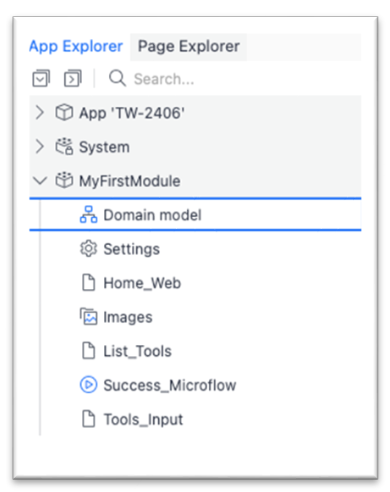 App Explorer Page Explorer
Search...
App 'TW-2406'
System
MyFirstModule
Domain model
Settings
Home_Web
Images
List_Tools
Success_Microflow
Tools_Input